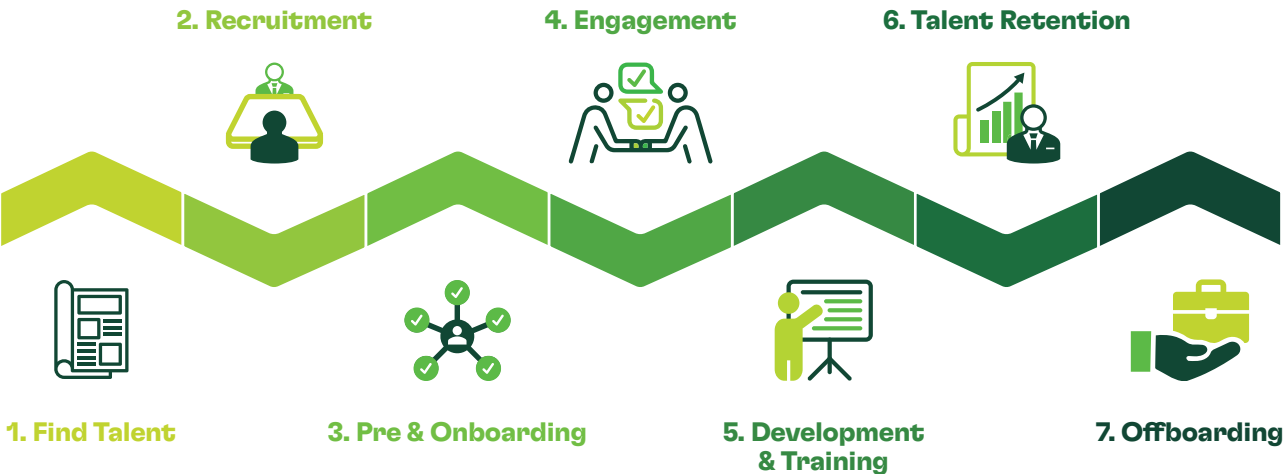 2. Recruitment
4. Engagement
6. Talent Retention
1. Find Talent
3. Pre & Onboarding
5. Development
& Training
7. Offboarding